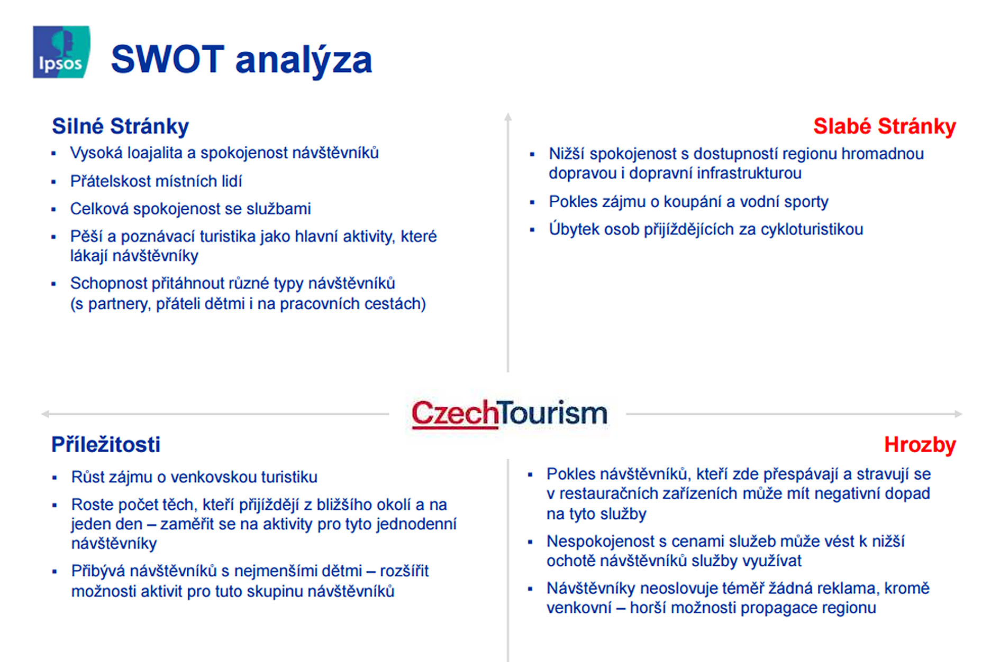 Ipsos
SWOT analýza
Silné Stránky
▪ Vysoká loajalita a spokojenost návštěvníků
▪ Přátelskost místních lidí
▪ Celková spokojenost se službami
▪ Pěší a poznávací turistika jako hlavní aktivity, které
lákají návštěvníky
▪ Schopnost přitáhnout různé typy návštěvníků
(s partnery, přáteli dětmi i na pracovních cestách)
Slabé Stránky
▪ Nižší spokojenost s dostupností regionu hromadnou
dopravou i dopravní infrastrukturou
▪ Pokles zájmu o koupání a vodní sporty
▪ Úbytek osob přijíždějících za cykloturistikou
CzechTourism
Příležitosti
▪ Růst zájmu o venkovskou turistiku
▪ Roste počet těch, kteří přijíždějí z bližšího okolí a na
jeden den – zaměřit se na aktivity pro tyto jednodenní
návštěvníky
▪ Přibývá návštěvníků s nejmenšími dětmi – rozšířit
možnosti aktivit pro tuto skupinu návštěvníků
Hrozby
▪ Pokles návštěvníků, kteří zde přespávají a stravují se
v restauračních zařízeních může mít negativní dopad
na tyto služby
▪ Nespokojenost s cenami služeb může vést k nižší
ochotě návštěvníků služby využívat
▪ Návštěvníky neoslovuje téměř žádná reklama, kromě
venkovní – horší možnosti propagace regionu